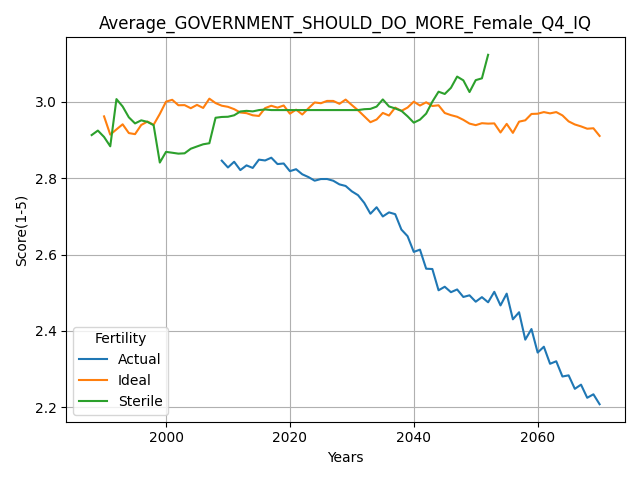 Average_GOVERNMENT_SHOULD_DO_MORE_Female_Q4_IQ
Score(1-5)
3.0
2.8
2.6
2.4
2.2
Fertility
Actual
Ideal
Sterile
2000 2020 2040 2060
Years